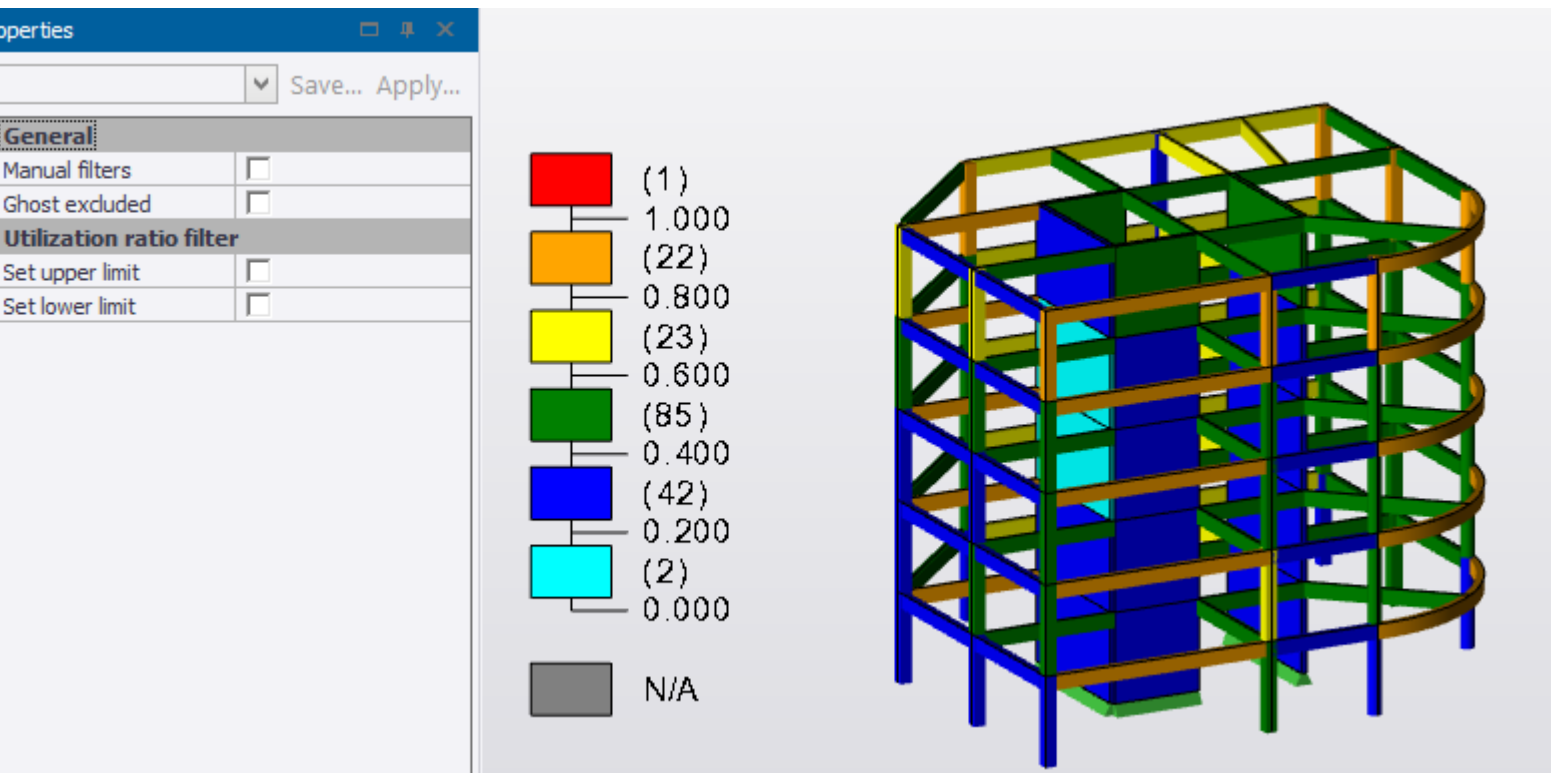 operties
Save... Apply...
General
Manual filters
Ghost excluded
Utilization ratio filter
Set upper limit
Set lower limit
(1)
1.000
(22)
0.800
(23)
0.600
(85)
0.400
(42)
0.200
(2)
0.000
N/A